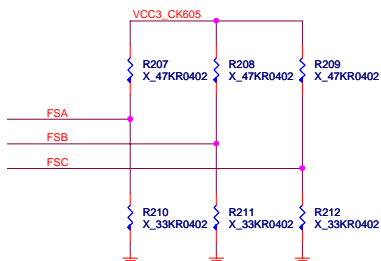 VCC3_CK605
R207
X_47KR0402
R208
X_47KR0402
R209
X_47KR0402
FSA
FSB
FSC
R210
X_33KR0402
R211
X_33KR0402
R212
X_33KR0402